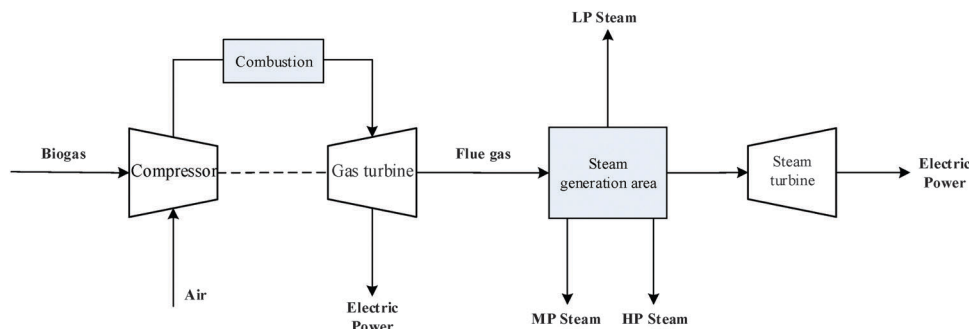 LP Steam
Combustion
Biogas
Compressor
Gas turbine
Flue gas
Steam
generation area
Steam
turbine
Electric
Power
Air
Electric
Power
MP Steam
HP Steam